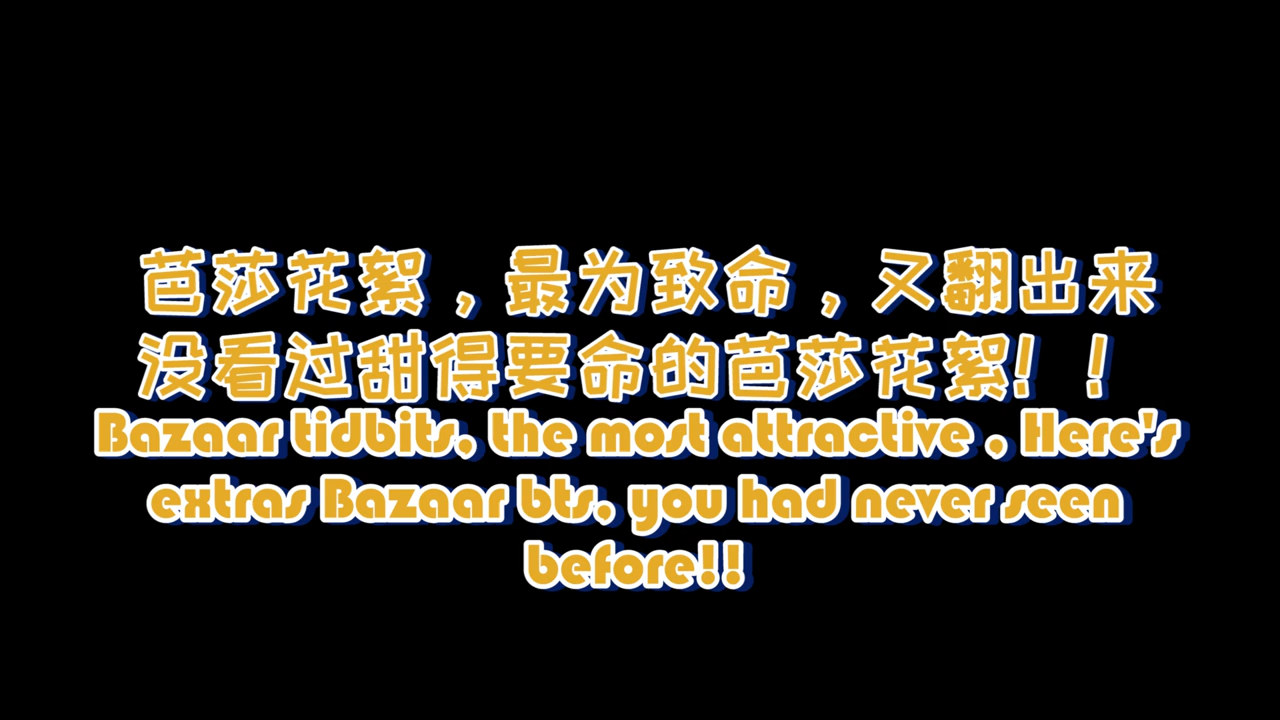 芭莎花絮，最为致命，又翻出来
没看过甜得要命的芭莎花絮！！
Bazaar tidbits, the most attractive , Here's
extras Bazaar bts, you had never seen
before!!